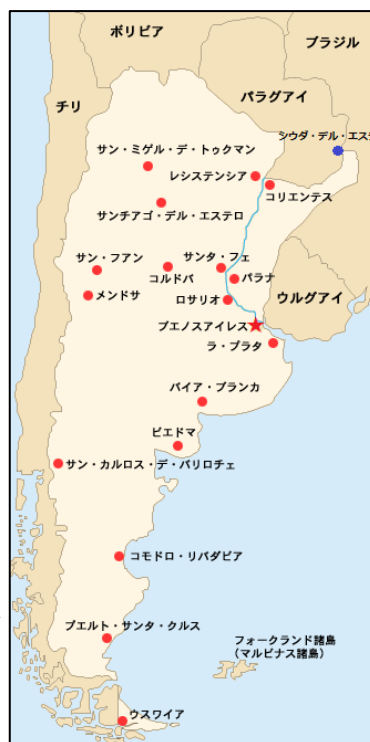 ボリビア
ブラジル
パラグアイ
チリ
シウダ・デル・エステ
サン・ミゲル・デ・トゥクマン
レシステンシア
コリエンテス
サンチアゴ・デル・エステロ
サン・フアン
サンタ・フェ
コルドバ
パラナ
メンドサ
ロサリオ
ウルグアイ
ブエノスアイレス
ラ・プラタ
バイア・ブランカ
ビエドマ
サン・カルロス・デ・バリロチェ
コモドロ・リバダビア
プエルト・サンタ・クルス
フォークランド諸島
(マルビナス諸島)
ウスワイア